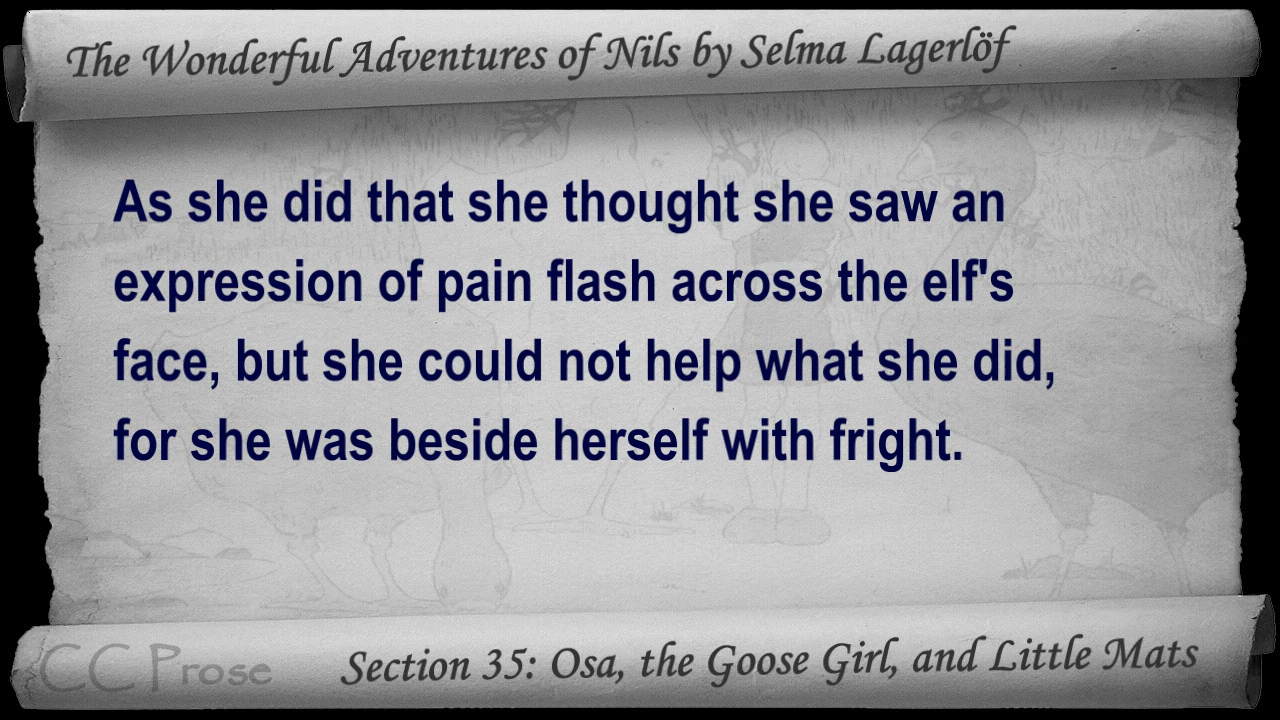 The Wonderful Adventures of Nils by Selma Lagerlöf
As she did that she thought she saw an
expression of pain flash across the elf's
face, but she could not help what she did,
for she was beside herself with fright.
CC Prose
Section 35: Osa, the Goose Girl, and Little Mats